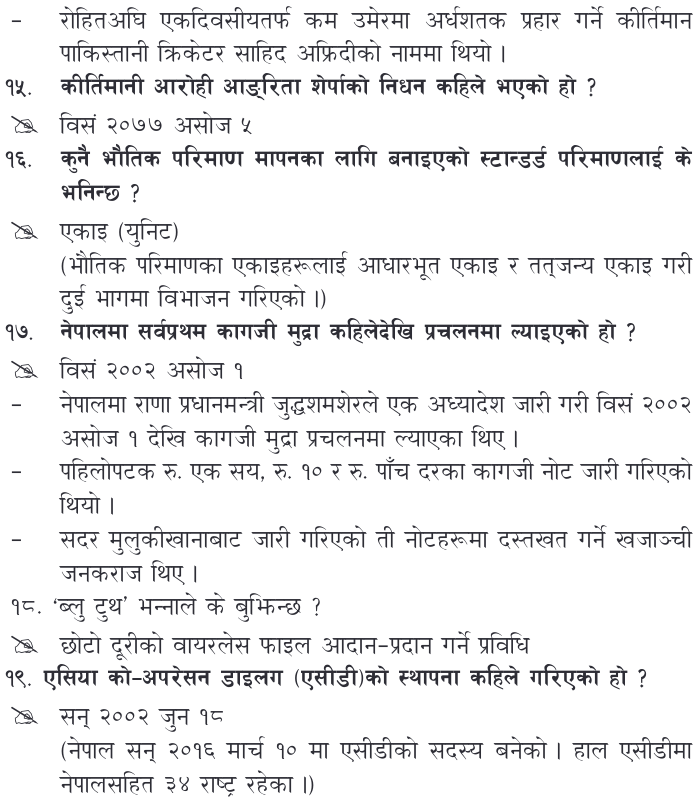 - रोहितअघि एकदिवसीयतर्फ कम उमेरमा अर्धशतक प्रहार गर्ने कीर्तिमान
पाकिस्तानी क्रिकेटर साहिद अफ्रिदीको नाममा थियो ।
१५. कीर्तिमानी आरोही आङ्रिता शेर्पाको निधन कहिले भएको हो ?
विसं २०७७ असोज ५
१६. कुनै भौतिक परिमाण मापनका लागि बनाइएको स्टान्डर्ड परिमाणलाई के
भनिन्छ ?
एकाइ (युनिट)
(भौतिक परिमाणका एकाइहरूलाई आधारभूत एकाइ र तत्जन्य एकाइ गरी
दुई भागमा विभाजन गरिएको ।)
१७. नेपालमा सर्वप्रथम कागजी मुद्रा कहिलेदेखि प्रचलनमा ल्याइएको हो ?
विसं २००२ असोज १
- नेपालमा राणा प्रधानमन्त्री जुद्धशमशेरले एक अध्यादेश जारी गरी विसं २००२
असोज १ देखि कागजी मुद्रा प्रचलनमा ल्याएका थिए ।
- पहिलोपटक रु. एक सय, रु. १० र रु. पाँच दरका कागजी नोट जारी गरिएको
थियो ।
- सदर मुलुकीखानाबाट जारी गरिएको ती नोटहरूमा दस्तखत गर्ने खजाञ्ची
जनकराज थिए ।
१८. ‘ब्लु टुथ’ भन्नाले के बुझिन्छ ?
छोटो दूरीको वायरलेस फाइल आदान-प्रदान गर्ने प्रविधि
१९. एसिया को-अपरेसन डाइलग (एसीडी)को स्थापना कहिले गरिएको हो ?
सन् २००२ जुन १८
(नेपाल सन् २०१६ मार्च १० मा एसीडीको सदस्य बनेको । हाल एसीडीमा
नेपालसहित ३४ राष्ट्र रहेका ।)